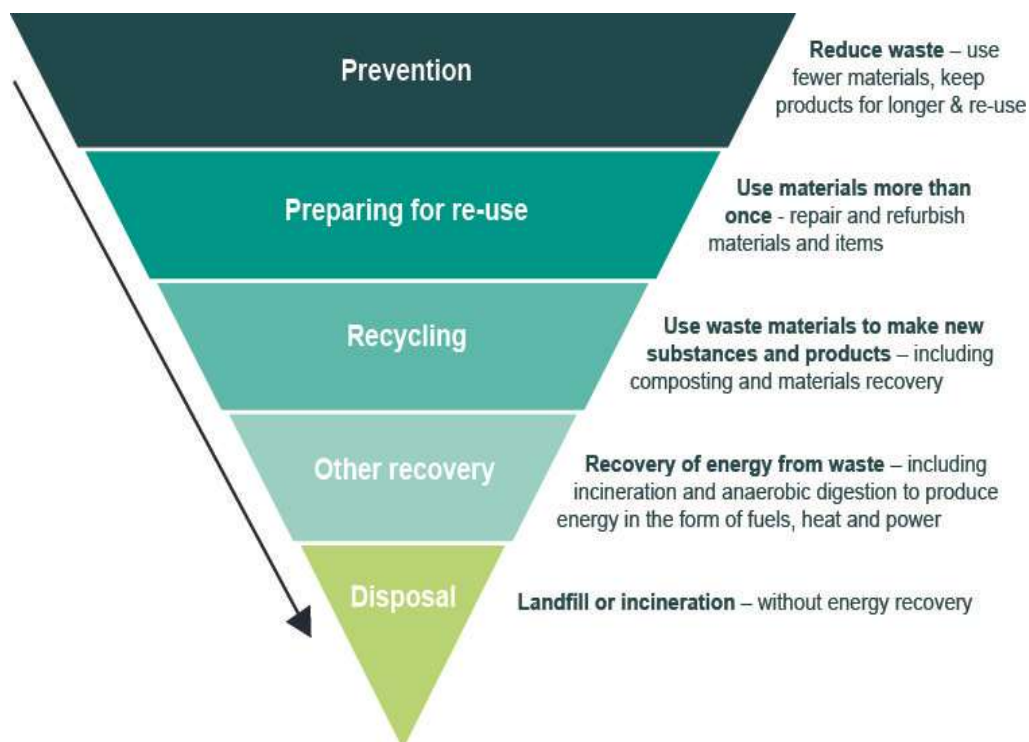 Prevention
Reduce waste – use
fewer materials, keep
products for longer & re-use
Preparing for re-use
Use materials more than
once - repair and refurbish
materials and items
Recycling
Use waste materials to make new
substances and products – including
composting and materials recovery
Other recovery
Recovery of energy from waste – including
incineration and anaerobic digestion to produce
energy in the form of fuels, heat and power
Disposal
Landfill or incineration – without energy recovery